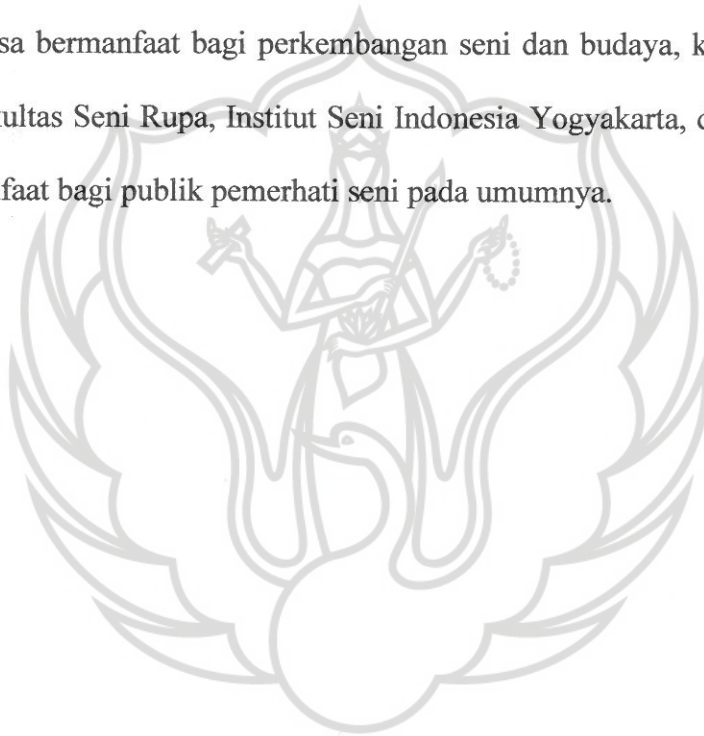 sa bermanfaat bagi perkembangan seni dan budaya, k
ultas Seni Rupa, Institut Seni Indonesia Yogyakarta,
faat bagi publik pemerhati seni pada umumnya.